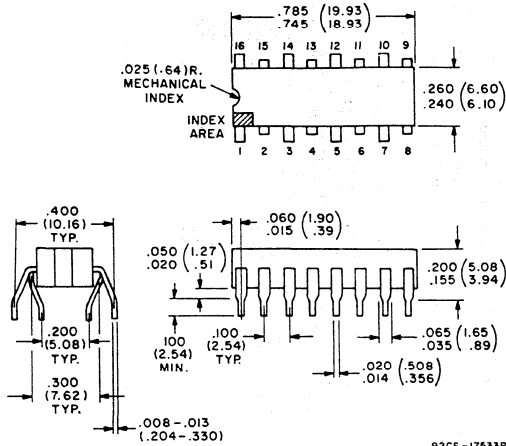 .785 (19.93)
.745 (18.93)
16 15 14 13 12 11 10 9
.025 (.64) R.
MECHANICAL
INDEX
.260 (6.60)
.240 (6.10)
INDEX
AREA
1 2 3 4 5 6 7 8
.400
(10.16)
TYP.
.060 (1.90)
.015 (.39)
.050 (1.27)
.020 (.51)
.200 (5.08)
.155 (3.94)
.200
(5.08)
TYP.
.100
(2.54)
MIN.
.100
(2.54)
TYP.
.065 (1.65)
.035 (.89)
.020 (.508)
.014 (.356)
.300
(7.62)
TYP.
.008-.013
(.204-.330)
92CS-17533R